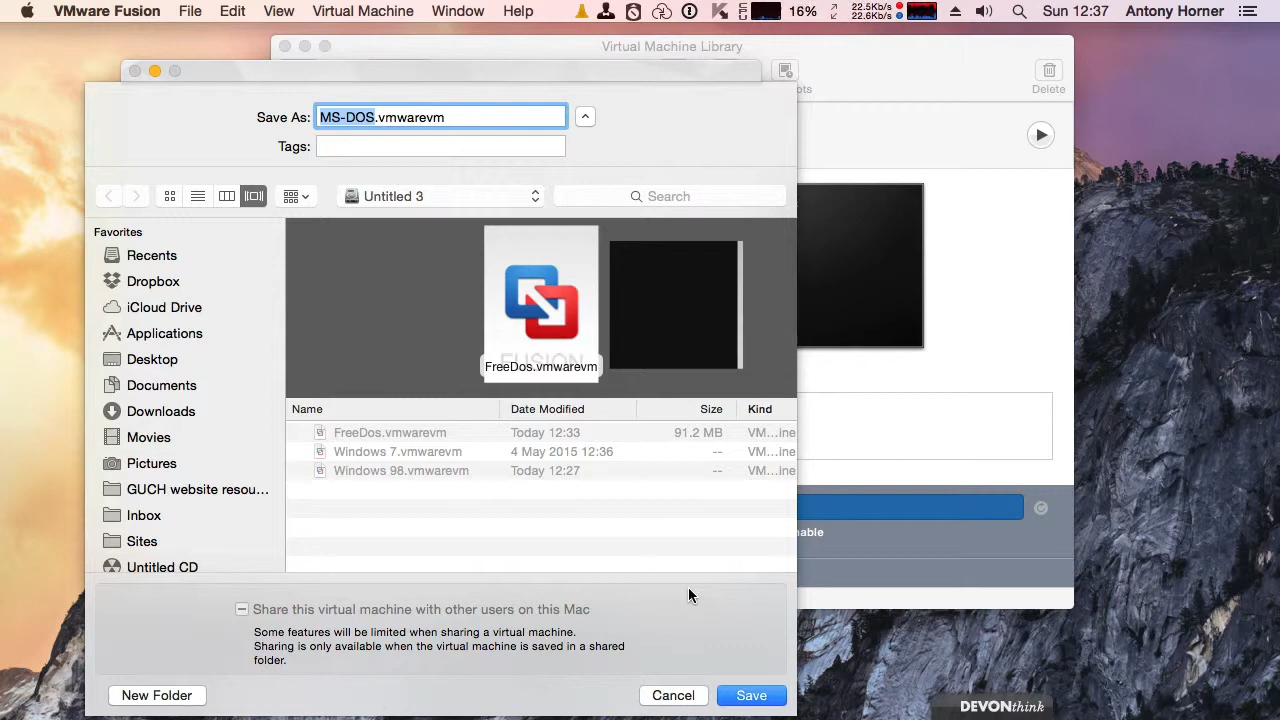 VMware Fusion File Edit View Virtual Machine Window Help 16% 22.5Kb/s 22.6Kb/s Sun 12:37 Antony Horner
Virtual Machine Library
ots Delete
Save As: MS-DOS.vmwarevm
Tags:
Untitled 3 Search
Favorites
Recents
Dropbox
iCloud Drive
Applications
Desktop
Documents
Downloads
Movies
Pictures
GUCH website resou...
Inbox
Sites
Untitled CD
FUSION
FreeDos.vmwarevm
Name Date Modified Size Kind
FreeDos.vmwarevm Today 12:33 91.2 MB VM...ine
Windows 7.vmwarevm 4 May 2015 12:36 -- VM...ine
Windows 98.vmwarevm Today 12:27 -- VM...ine
nable
Share this virtual machine with other users on this Mac
Some features will be limited when sharing a virtual machine.
Sharing is only available when the virtual machine is saved in a shared
folder.
New Folder Cancel Save
DEVONthink